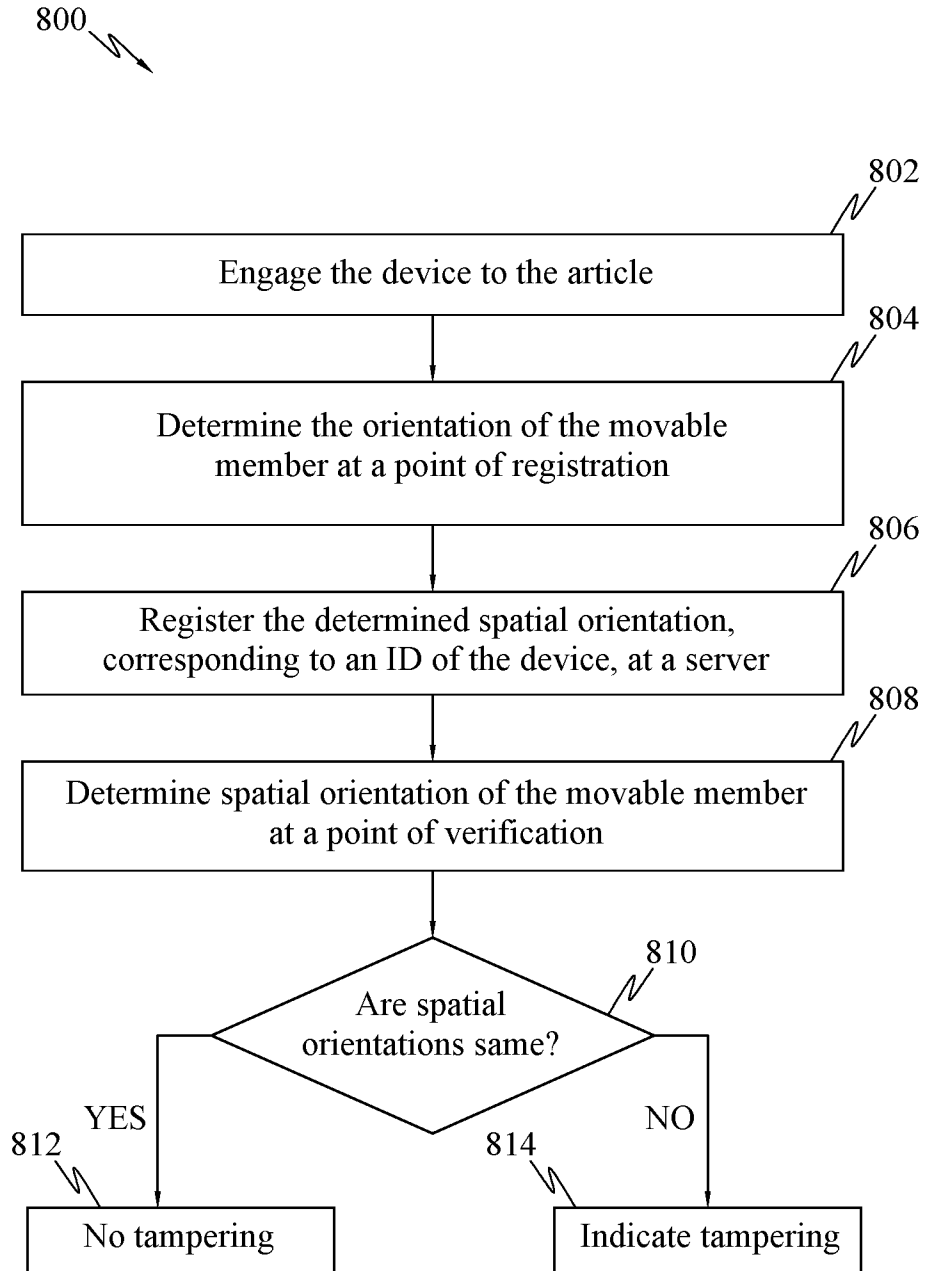 800
802
Engage the device to the article
804
Determine the orientation of the movable
member at a point of registration
806
Register the determined spatial orientation,
corresponding to an ID of the device, at a server
808
Determine spatial orientation of the movable member
at a point of verification
810
Are spatial
orientations same?
YES
NO
812
814
No tampering
Indicate tampering